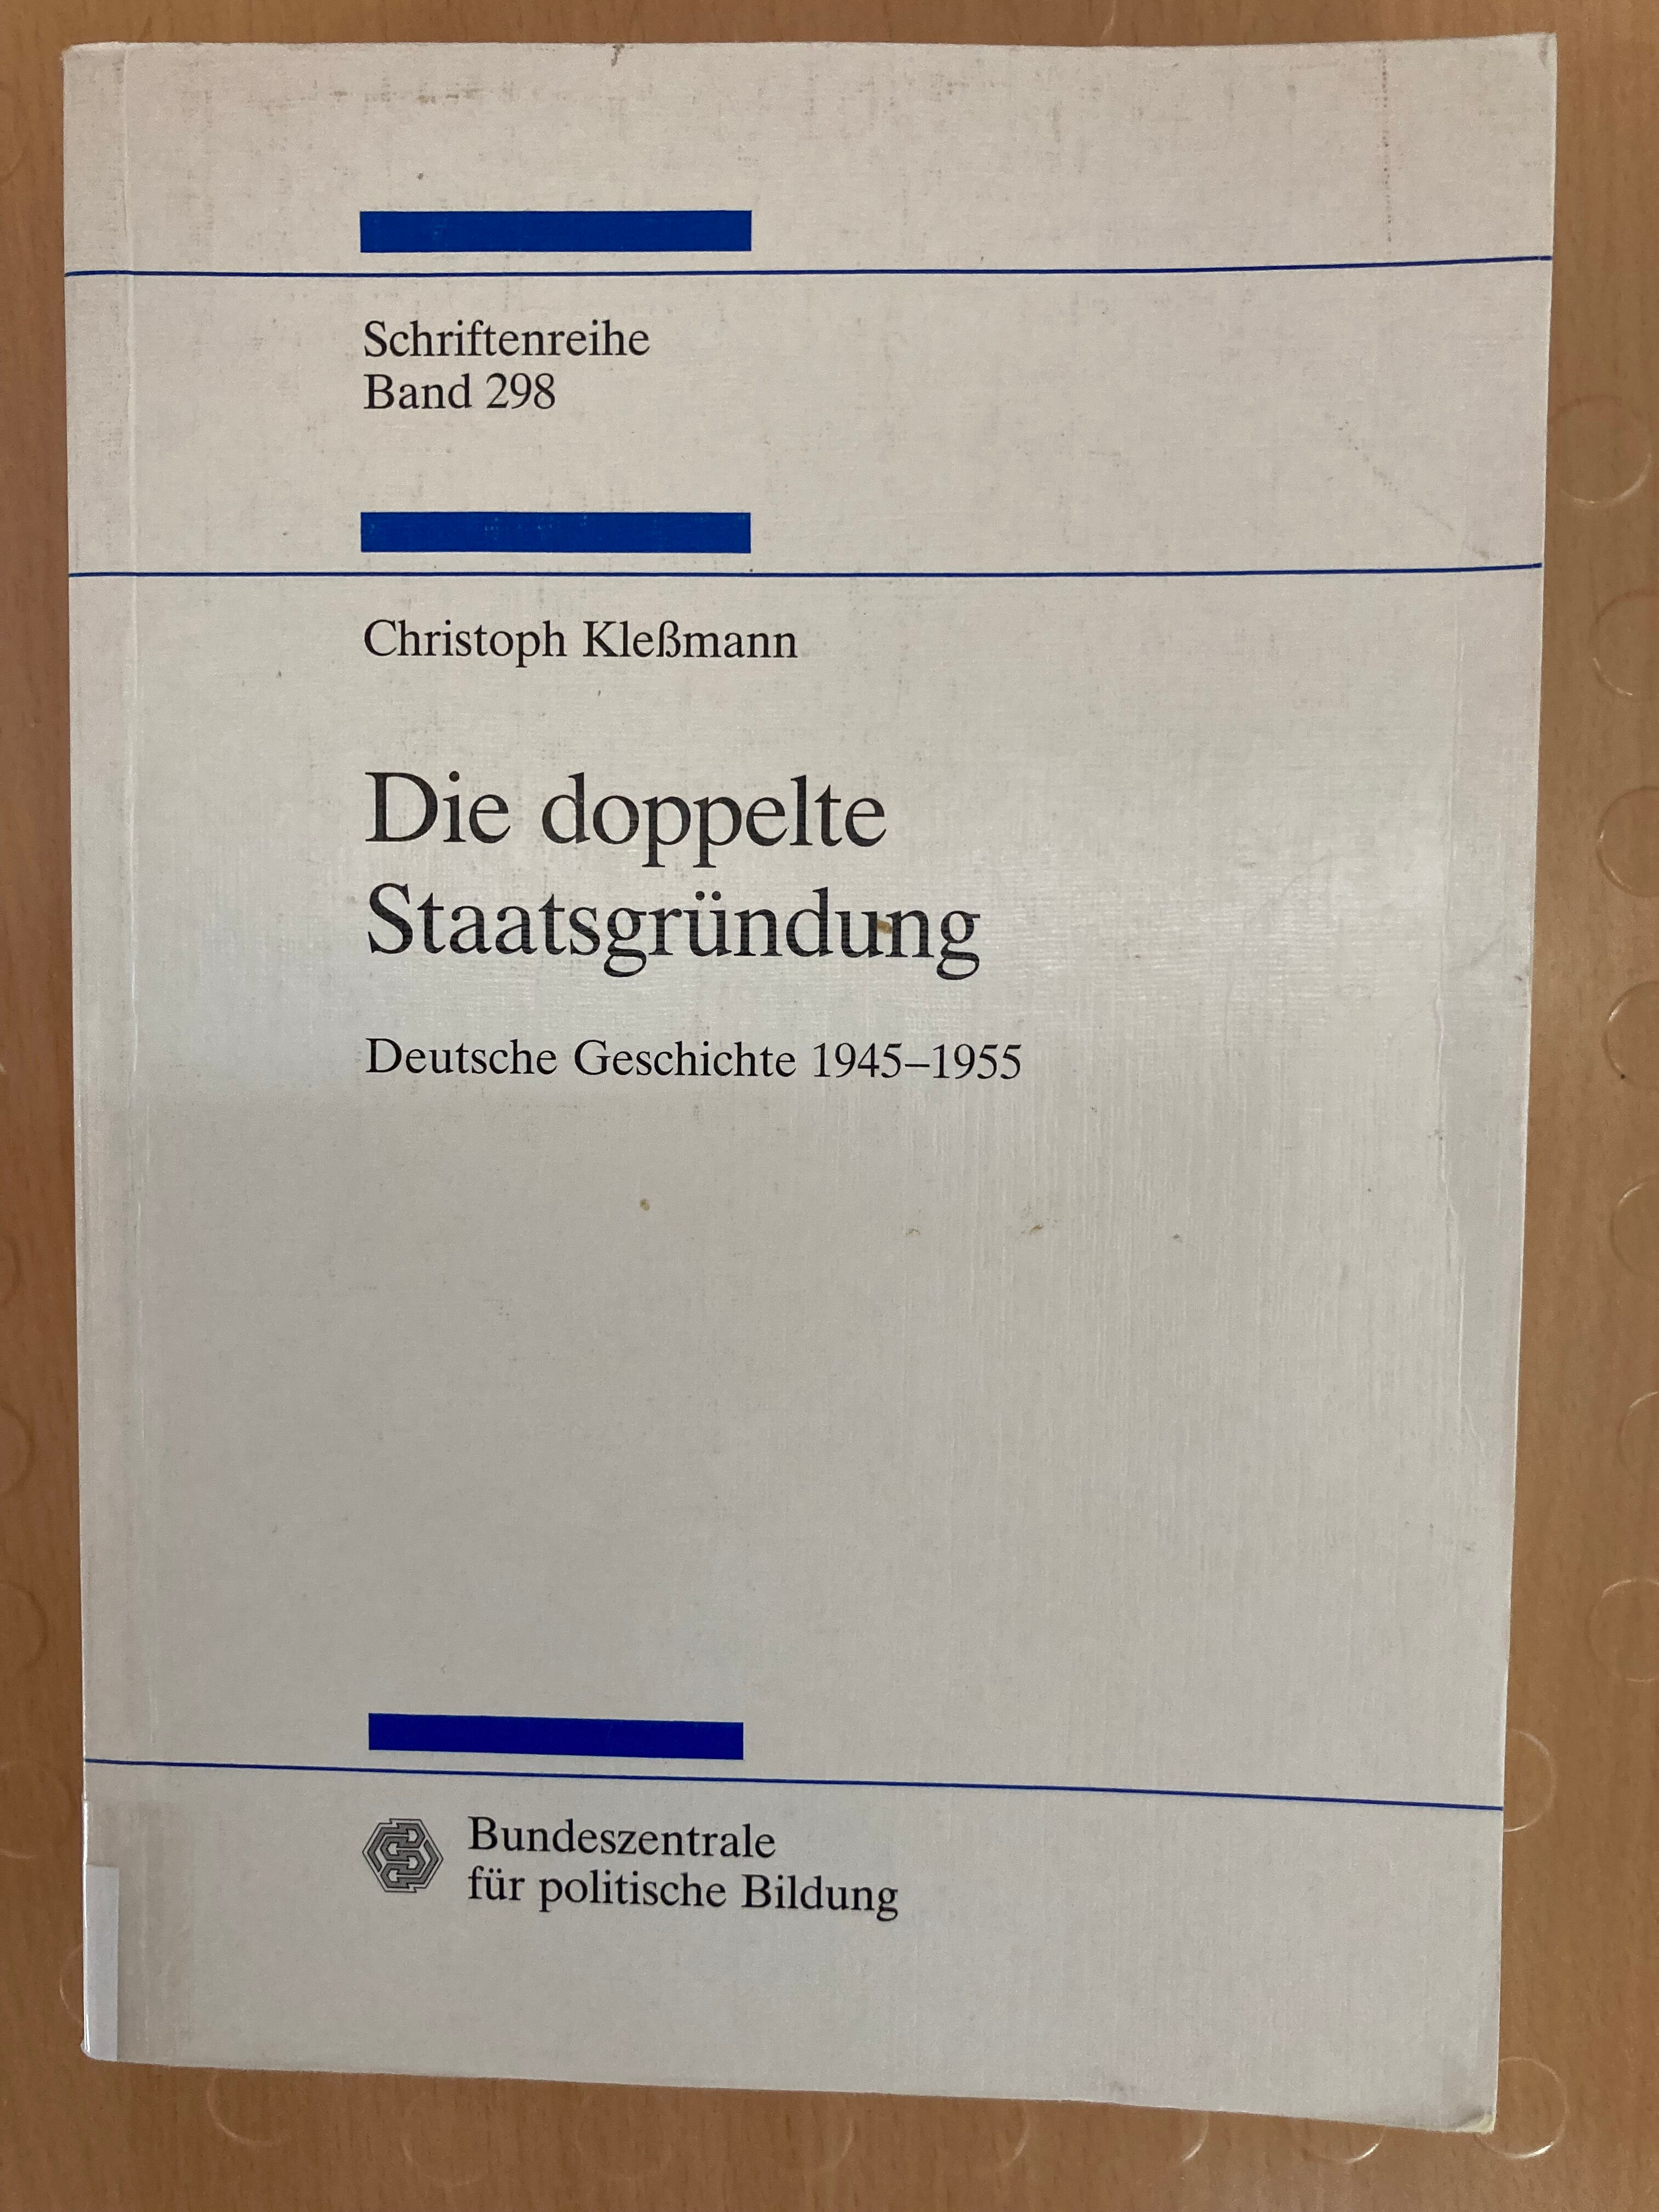 Schriftenreihe
Band 298
Christoph Kleßmann
Die doppelte
Staatsgründung
Deutsche Geschichte 1945–1955
Bundeszentrale
für politische Bildung